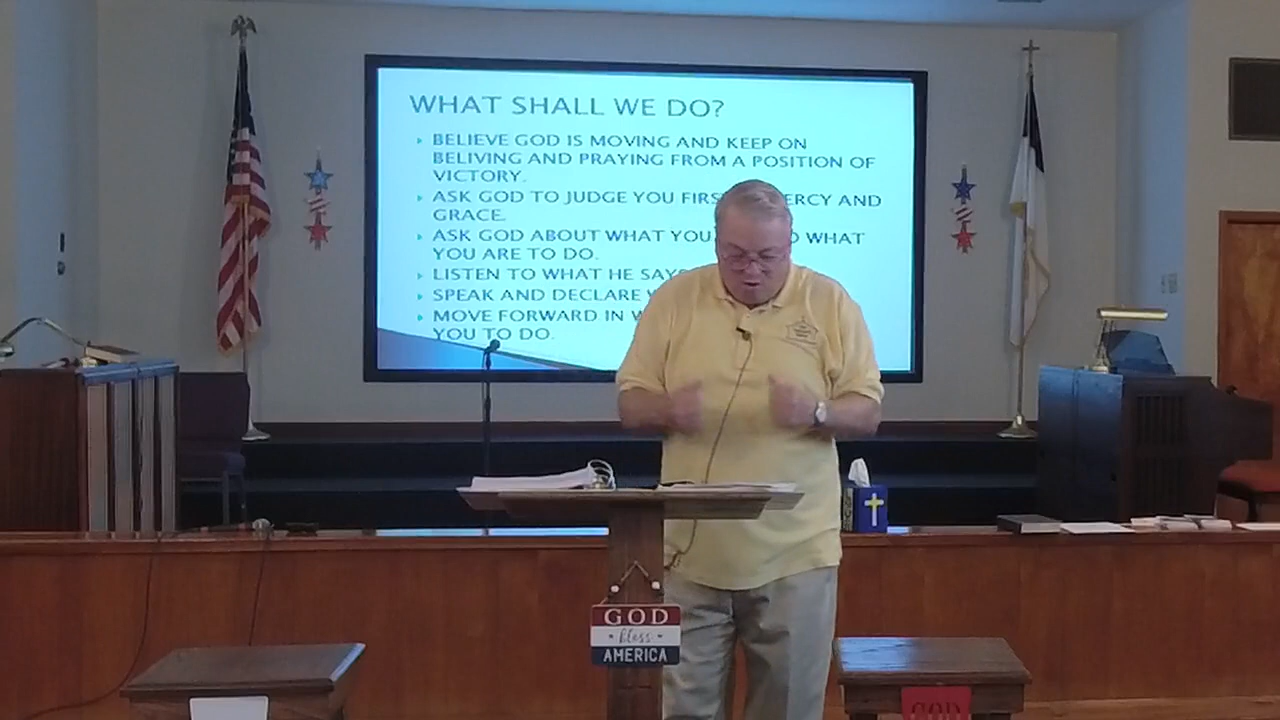 WHAT SHALL WE DO?
BELIEVE GOD IS MOVING AND KEEP ON
BELIVING AND PRAYING FROM A POSITION OF
VICTORY.
ASK GOD TO JUDGE YOU FIRS ERCY AND
GRACE.
ASK GOD ABOUT WHAT YOU O WHAT
YOU ARE TO DO.
LISTEN TO WHAT HE SAYS
SPEAK AND DECLARE
MOVE FORWARD IN W
YOU TO DO.
GOD
bless
AMERICA
GOD